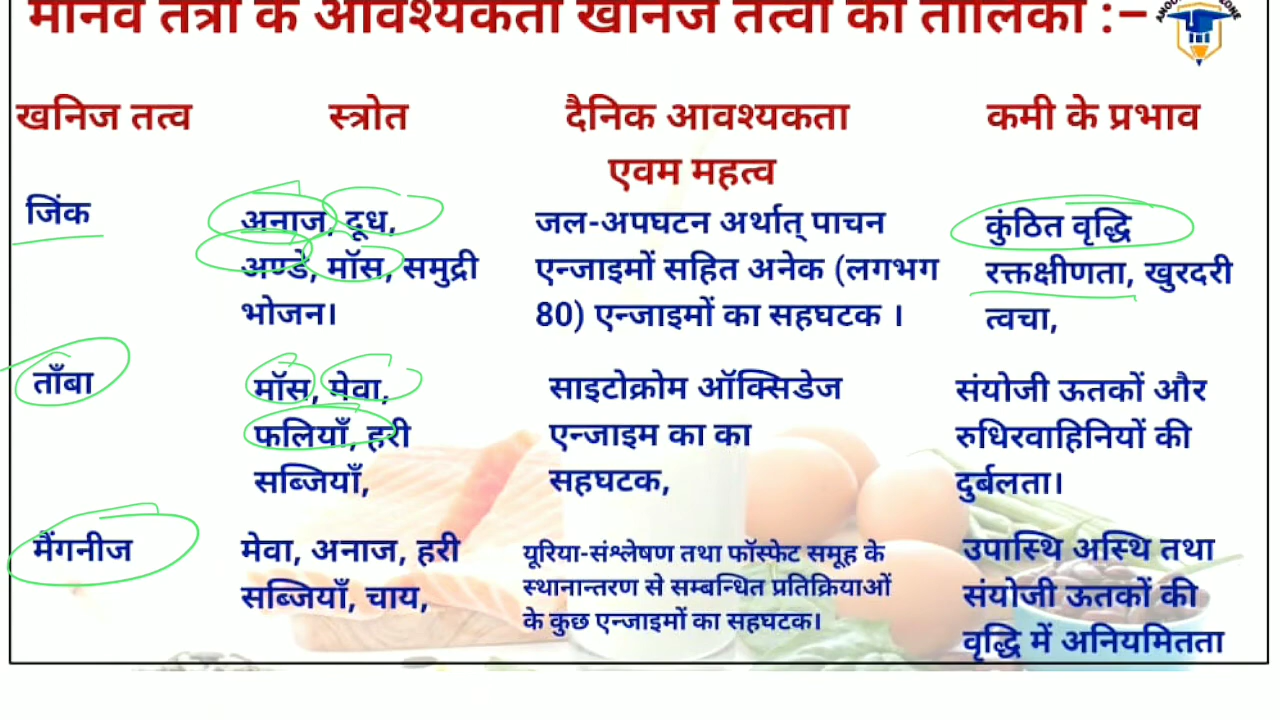 मानव तंत्रो के आवश्यकता खनिज तत्वो की तालिका :–
खनिज तत्व स्त्रोत दैनिक आवश्यकता एवम महत्व कमी के प्रभाव
जिंक
अनाज, दूध,
अण्डे, मॉस, समुद्री
भोजन।
जल-अपघटन अर्थात् पाचन
एन्जाइमों सहित अनेक (लगभग
80) एन्जाइमों का सहघटक ।
कुंठित वृद्धि
रक्तक्षीणता, खुरदरी
त्वचा,
ताँबा
मॉस, मेवा,
फलियाँ, हरी
सब्जियाँ,
साइटोक्रोम ऑक्सिडेज
एन्जाइम का का
सहघटक,
संयोजी ऊतकों और
रुधिरवाहिनियों की
दुर्बलता।
मैंगनीज
मेवा, अनाज, हरी
सब्जियाँ, चाय,
यूरिया-संश्लेषण तथा फॉस्फेट समूह के
स्थानान्तरण से सम्बन्धित प्रतिक्रियाओं
के कुछ एन्जाइमों का सहघटक।
उपास्थि अस्थि तथा
संयोजी ऊतकों की
वृद्धि में अनियमितता